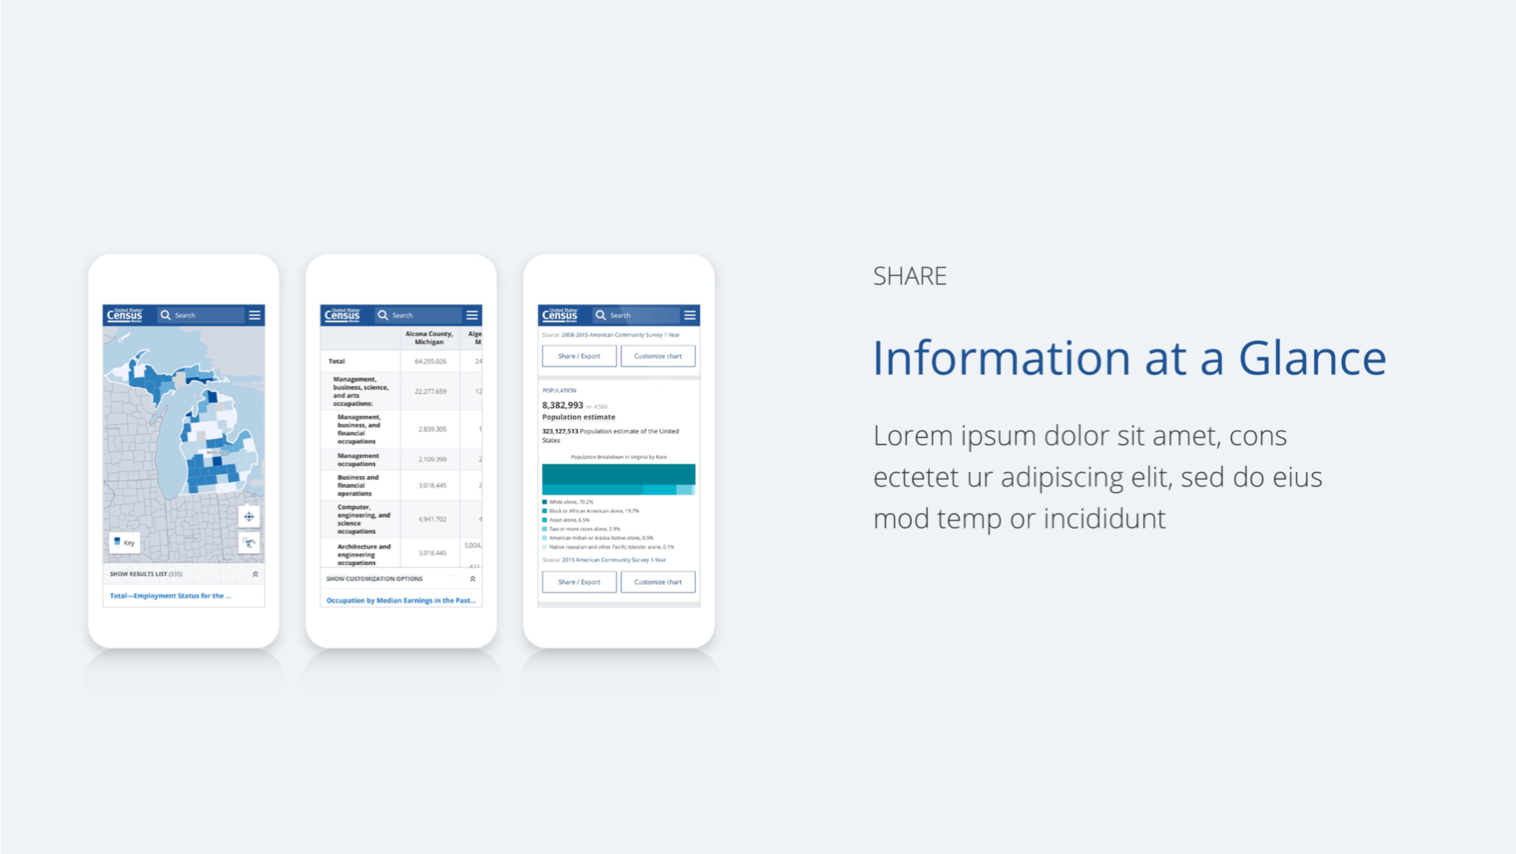 United States®
Census
Bureau
Search
Key
SHOW RESULTS LIST (335)
Total—Employment Status for the ...
United States®
Census
Bureau
Search
Alcona County,
Michigan
Alge
M
Total
64,255,026
24
Management,
business, science,
and arts
occupations:
22,277,659
12
Management,
business, and
financial
occupations
2,839,305
1
Management
occupations
2,109,399
2
Business and
financial
operations
3,018,445
2
Computer,
engineering, and
science
occupations
4,941,702
4
Architecture and
engineering
occupations
3,018,445
5,004,
SHOW CUSTOMIZATION OPTIONS
Occupation by Median Earnings in the Past...
United States®
Census
Bureau
Search
Source: 2008-2015 American Community Survey 1-Year
Share / Export
Customize chart
POPULATION
8,382,993 +/- 4,560
Population estimate
323,127,513 Population estimate of the United
States
Population Breakdown in Virginia by Race
White alone, 70.2%
Black or African American alone, 19.7%
Asian alone, 6.5%
Two or more races alone, 2.9%
American Indian or Alaska Native alone, 0.5%
Native Hawaiian and other Pacific Islander alone, 0.1%
Source: 2015 American Community Survey 1-Year
Share / Export
Customize chart
SHARE
Information at a Glance
Lorem ipsum dolor sit amet, cons
ectetet ur adipiscing elit, sed do eius
mod temp or incididunt